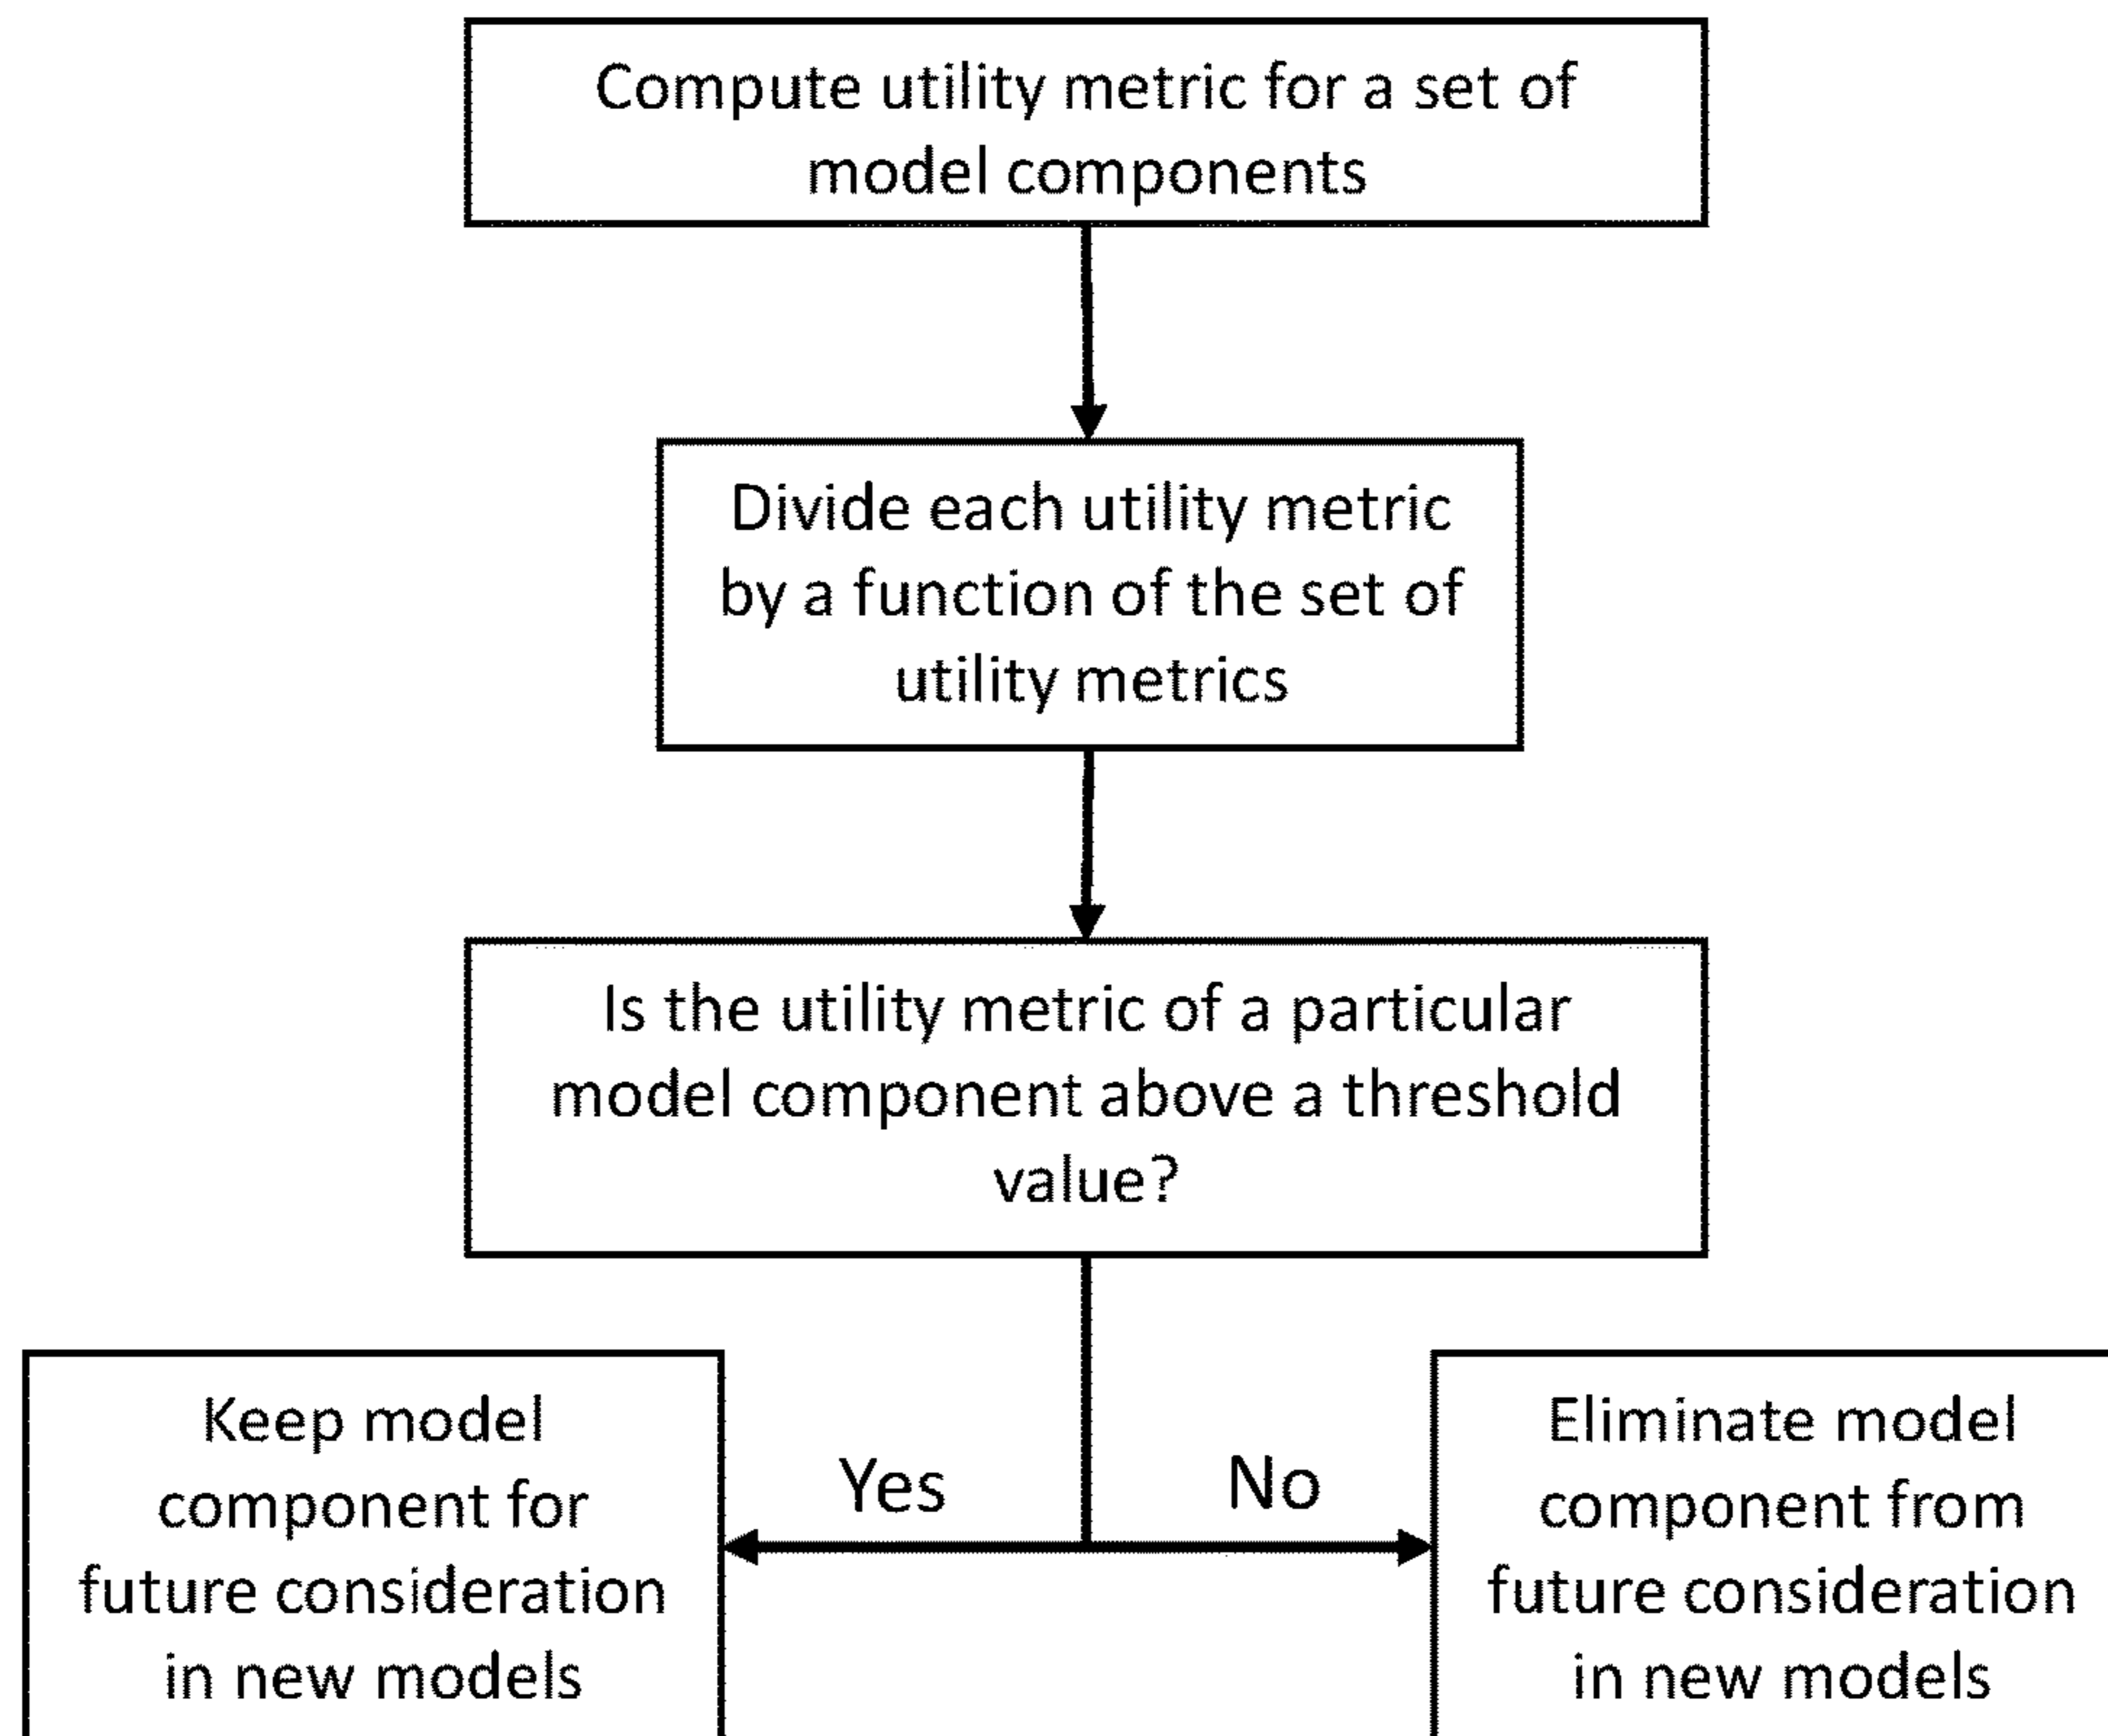 Compute utility metric for a set of
model components
Divide each utility metric
by a function of the set of
utility metrics
Is the utility metric of a particular
model component above a threshold
value?
Yes
No
Keep model
component for
future consideration
in new models
Eliminate model
component from
future consideration
in new models